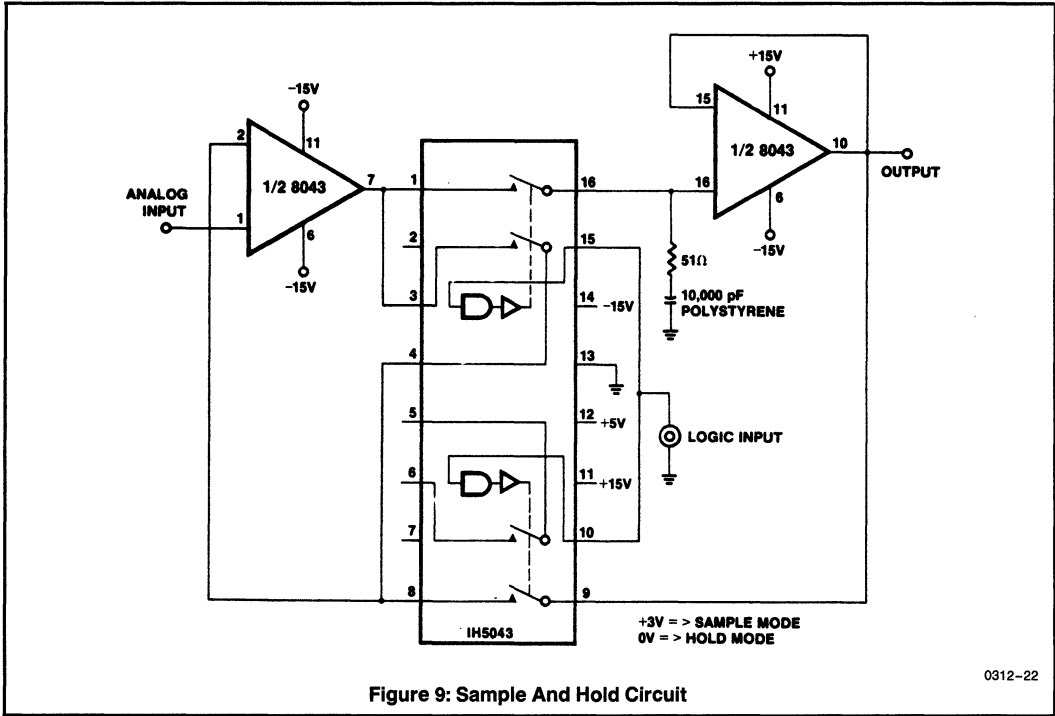 +15V
−15V
15
11
2
11
1/2 8043
10
1/2 8043
7
1
16
16
OUTPUT
ANALOG
INPUT
1
6
2
15
6
−15V
51Ω
−15V
3
14
−15V
10,000 pF
POLYSTYRENE
4
13
5
12
+5V
LOGIC INPUT
6
11
+15V
7
10
8
9
IH5043
+3V = > SAMPLE MODE
0V = > HOLD MODE
0312–22
Figure 9: Sample And Hold Circuit